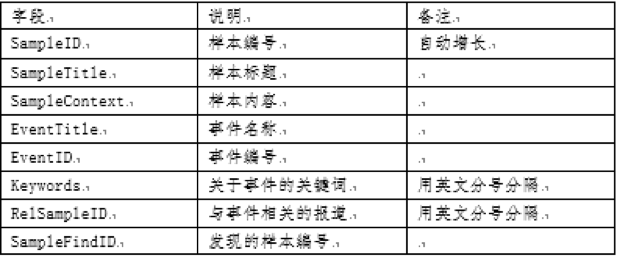 字段 说明 备注
SampleID 样本编号 自动增长
SampleTitle 样本标题
SampleContext 样本内容
EventTitle 事件名称
EventID 事件编号
Keywords 关于事件的关键词 用英文分号分隔
RelSampleID 与事件相关的报道 用英文分号分隔
SampleFindID 发现的样本编号